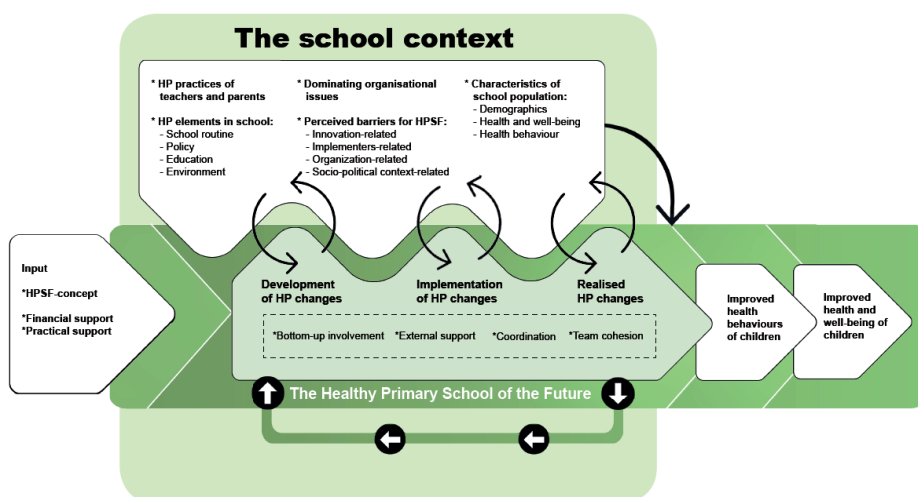 The school context
* HP practices of
teachers and parents
* HP elements in school:
- School routine
- Policy
- Education
- Environment
* Dominating organisational
issues
* Perceived barriers for HPSF:
- Innovation-related
- Implementers-related
- Organization-related
- Socio-political context-related
* Characteristics of
school population:
- Demographics
- Health and well-being
- Health behaviour
Input
*HPSF-concept
*Financial support
*Practical support
Development
of HP changes
Implementation
of HP changes
Realised
HP changes
*Bottom-up involvement
*External support
*Coordination
*Team cohesion
Improved
health
behaviours
of children
Improved
health and
well-being of
children
The Healthy Primary School of the Future